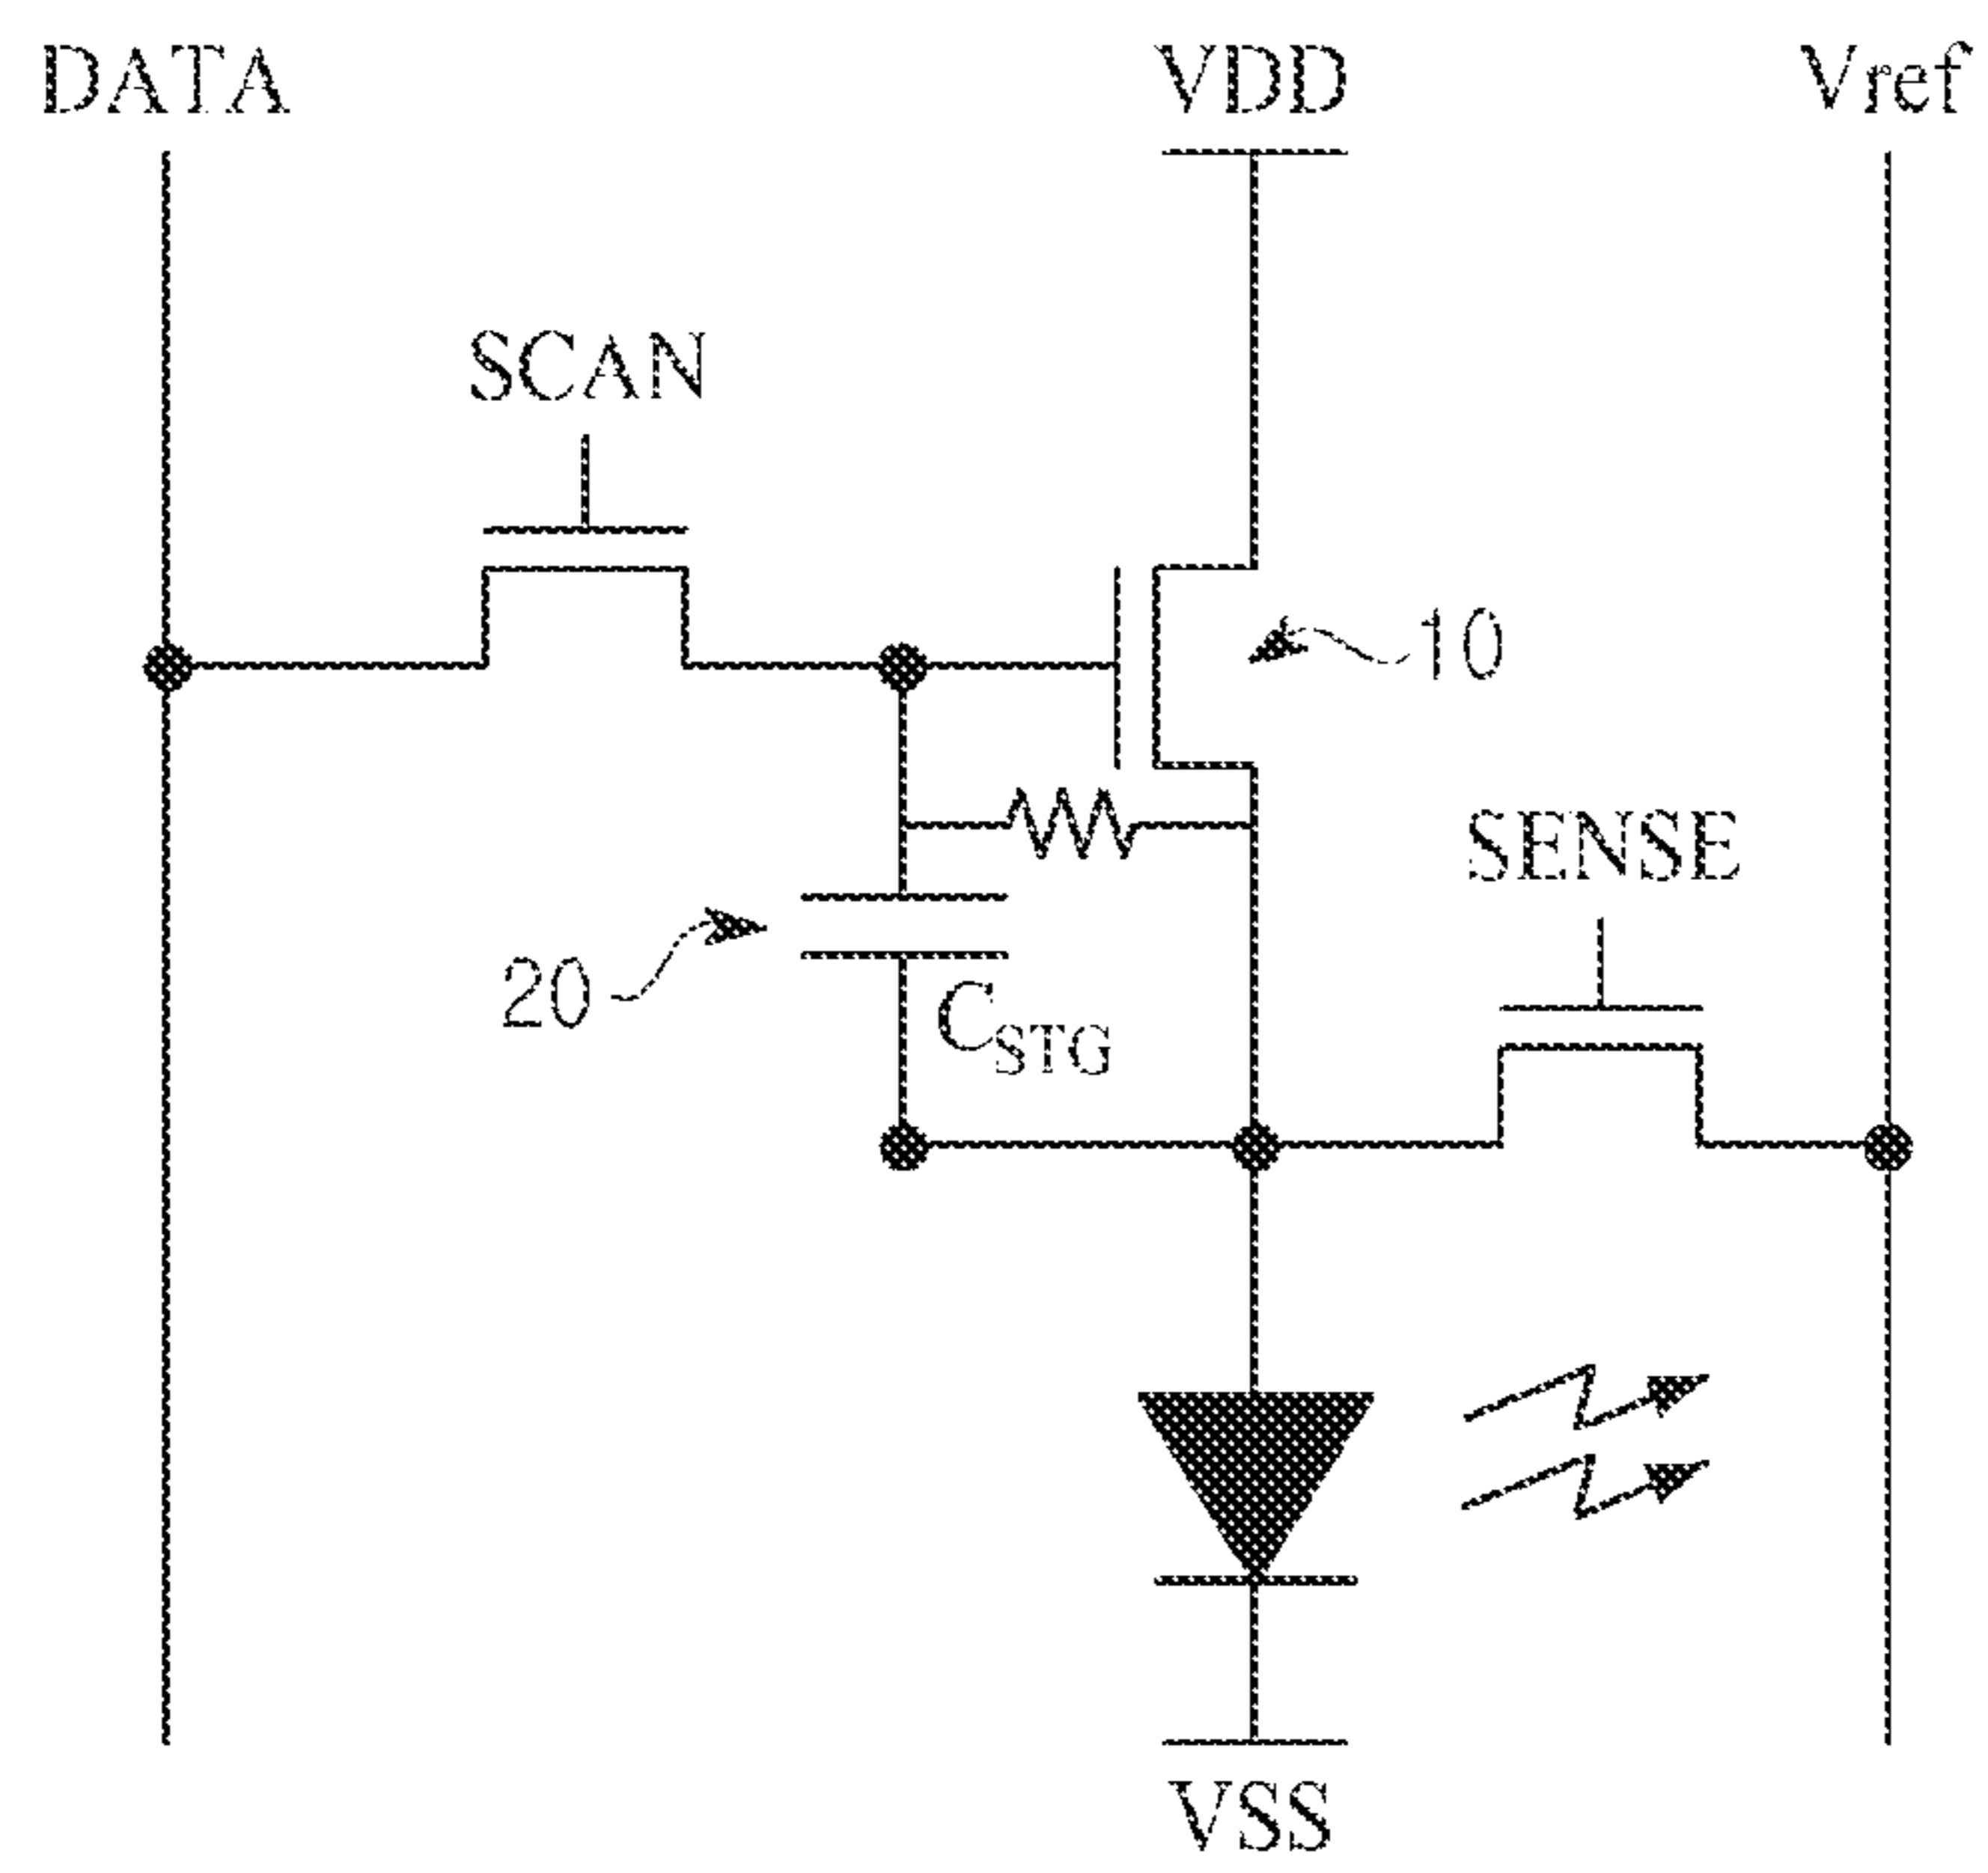 DATA VDD Vref
SCAN
10
SENSE
20
CSTG
VSS